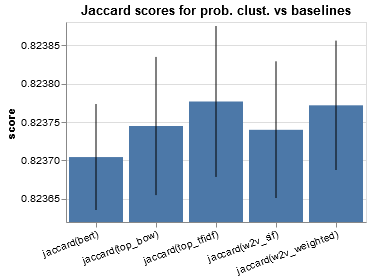 Jaccard scores for prob. clust. vs baselines
0.82385
0.82380
0.82375
0.82370
0.82365
score
jaccard(bert)
jaccard(top_bow)
jaccard(top_tfidf)
jaccard(w2v_sif)
jaccard(w2v_weighted)